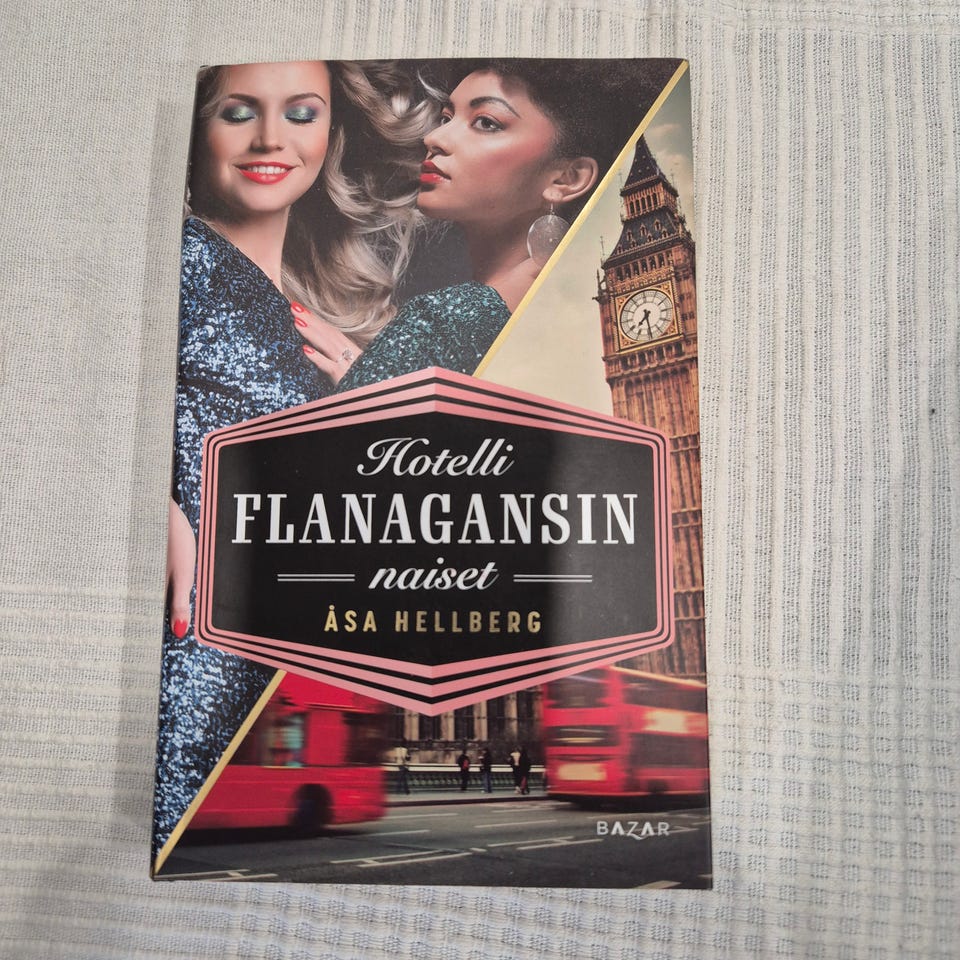 Hotelli
FLANAGANSIN
naiset
ÅSA HELLBERG
BAZAR